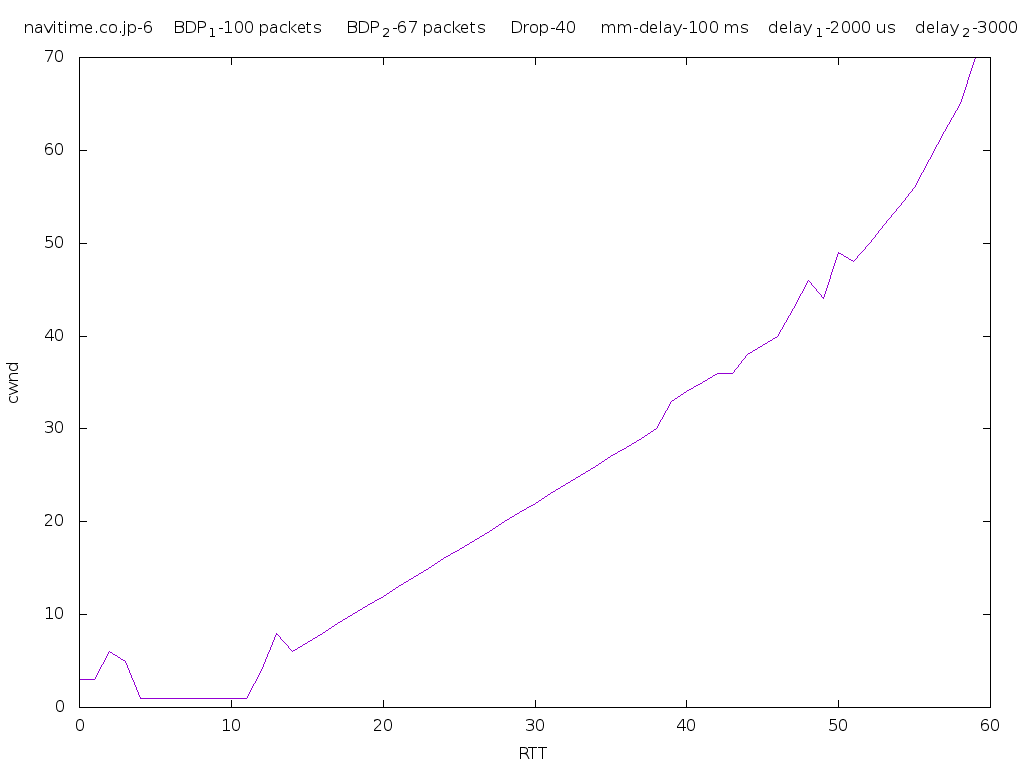 navitime.co.jp-6 BDP1-100 packets BDP2-67 packets Drop-40 mm-delay-100 ms delay1-2000 us delay2-3000
70
60
50
40
30
20
10
0
cwnd
0 10 20 30 40 50 60
RTT